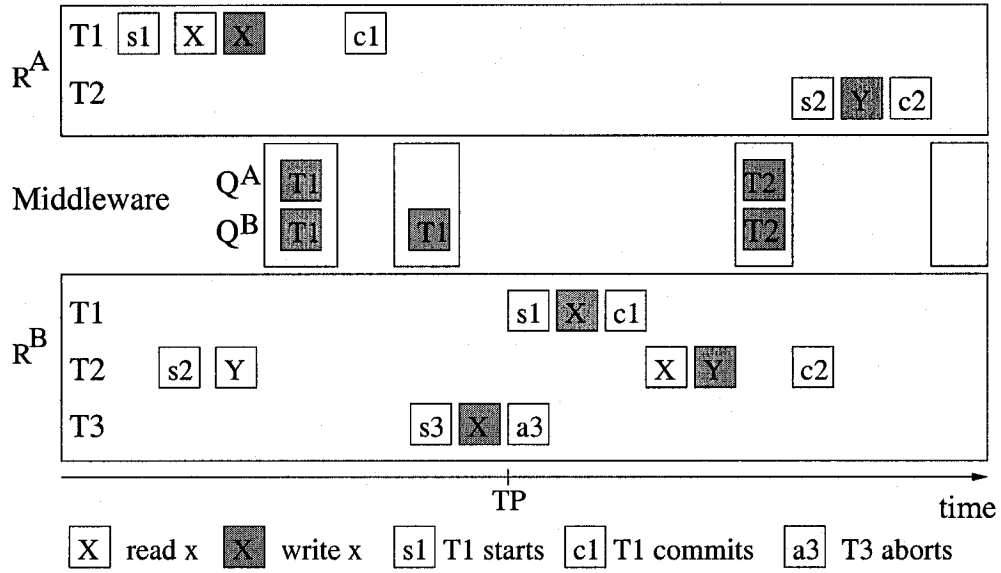 T1 s1 X X c1
R^A
T2 s2 Y c2
Q^A T1 T2
Middleware
Q^B T1 T1 T2
T1 s1 X c1
R^B
T2 s2 Y X Y c2
T3 s3 X a3
TP
time
X read x X write x s1 T1 starts c1 T1 commits a3 T3 aborts